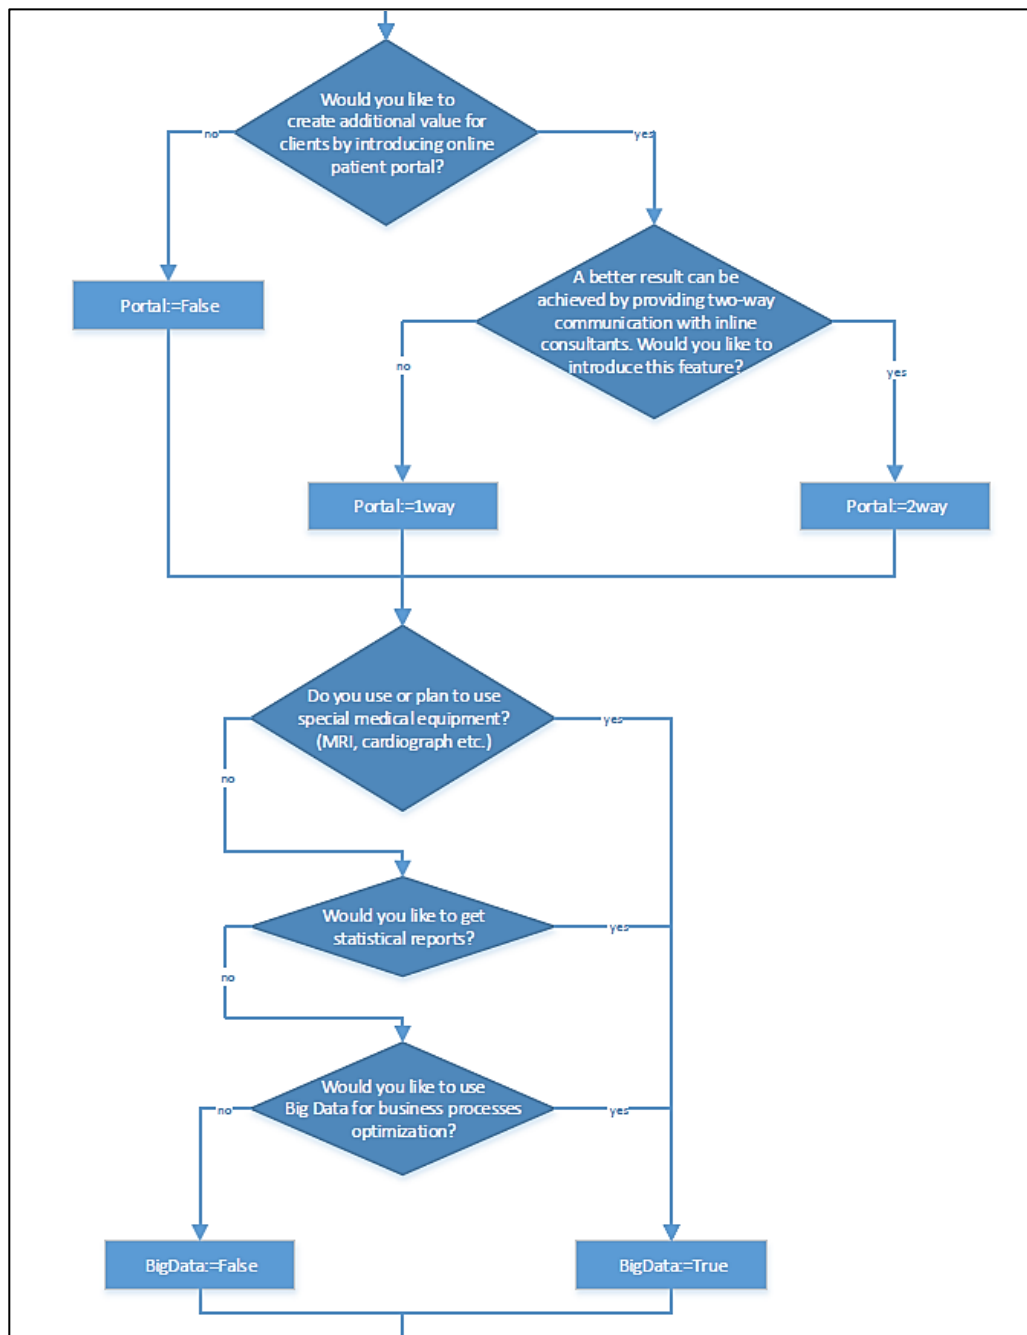 Would you like to
create additional value for
clients by introducing online
patient portal?
no
yes
A better result can be
achieved by providing two-way
communication with inline
consultants. Would you like to
introduce this feature?
Portal:=False
no
yes
Portal:=1way
Portal:=2way
Do you use or plan to use
special medical equipment?
(MRI, cardiograph etc.)
yes
no
Would you like to get
statistical reports?
yes
no
Would you like to use
Big Data for business processes
optimization?
no
yes
BigData:=False
BigData:=True